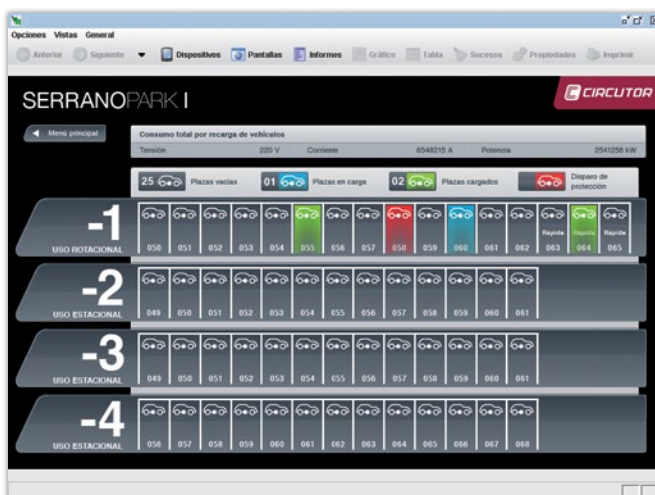 Opciones Vistas General
Anterior Siguiente Dispositivos Pantallas Informes Gráfico Tabla Sucesos Propiedades Imprimir
SERRANOPARK I
CIRCUTOR
Menú principal
Consumo total por recarga de vehículos
Tensión 220 V Corriente 6548215 A Potencia 2541258 kW
25 Plazas vacías 01 Plazas en carga 02 Plazas cargados Disparo de protección
-1
USO ROTACIONAL
Rápida Rápida Rápida
050 051 052 053 054 055 056 057 058 059 060 061 062 063 064 065
-2
USO ESTACIONAL
049 050 051 052 053 054 055 056 057 058 059 060 061
-3
USO ESTACIONAL
049 050 051 052 053 054 055 056 057 058 059 060 061
-4
USO ESTACIONAL
056 057 058 059 060 061 062 063 064 065 066 067 068